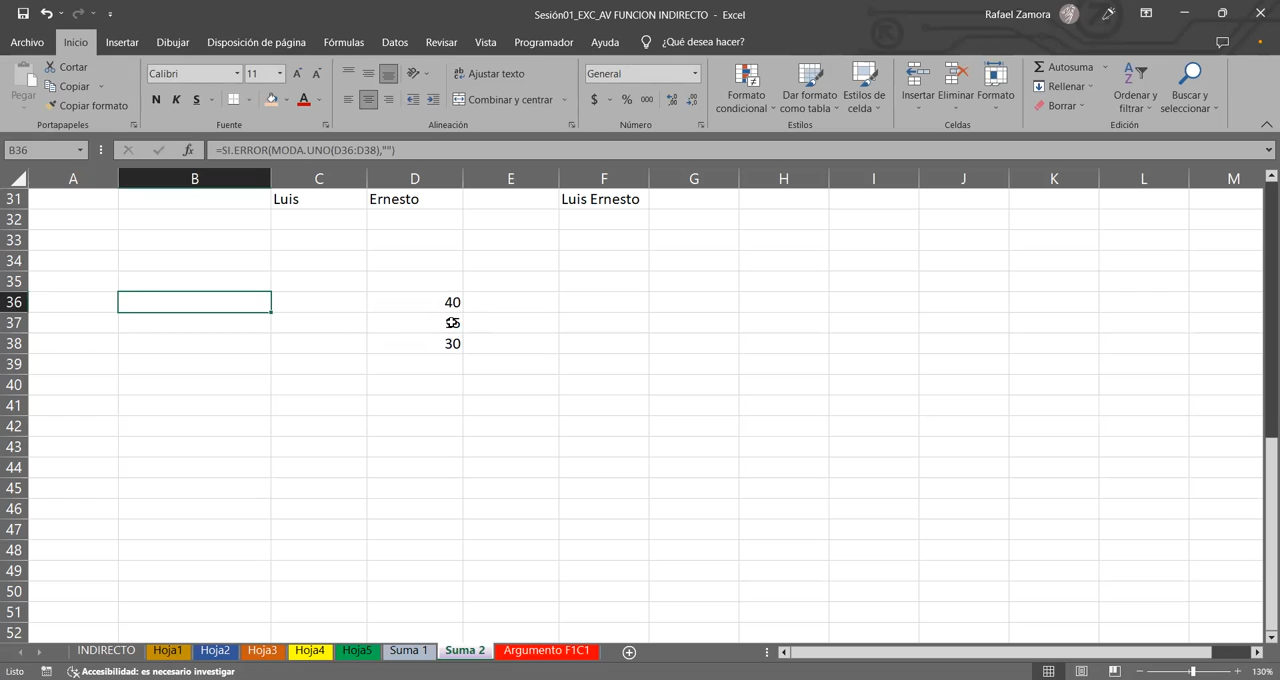 Sesión01_EXC_AV FUNCION INDIRECTO - Excel
Rafael Zamora
Archivo Inicio Insertar Dibujar Disposición de página Fórmulas Datos Revisar Vista Programador Ayuda ¿Qué desea hacer?
Pegar
Cortar
Copiar
Copiar formato
Portapapeles
Calibri 11
N K S A
Fuente
Ajustar texto
Combinar y centrar
Alineación
General
$ % 000
Número
Formato condicional
Dar formato como tabla
Estilos de celda
Estilos
Insertar Eliminar Formato
Celdas
Autosuma
Rellenar
Borrar
Ordenar y filtrar
Buscar y seleccionar
Edición
B36 fx =SI.ERROR(MODA.UNO(D36:D38),"")
A B C D E F G H I J K L M
31 Luis Ernesto Luis Ernesto
32
33
34
35
36 40
37
38 30
39
40
41
42
43
44
45
46
47
48
49
50
51
52
INDIRECTO Hoja1 Hoja2 Hoja3 Hoja4 Hoja5 Suma 1 Suma 2 Argumento F1C1
Listo Accesibilidad: es necesario investigar 130%